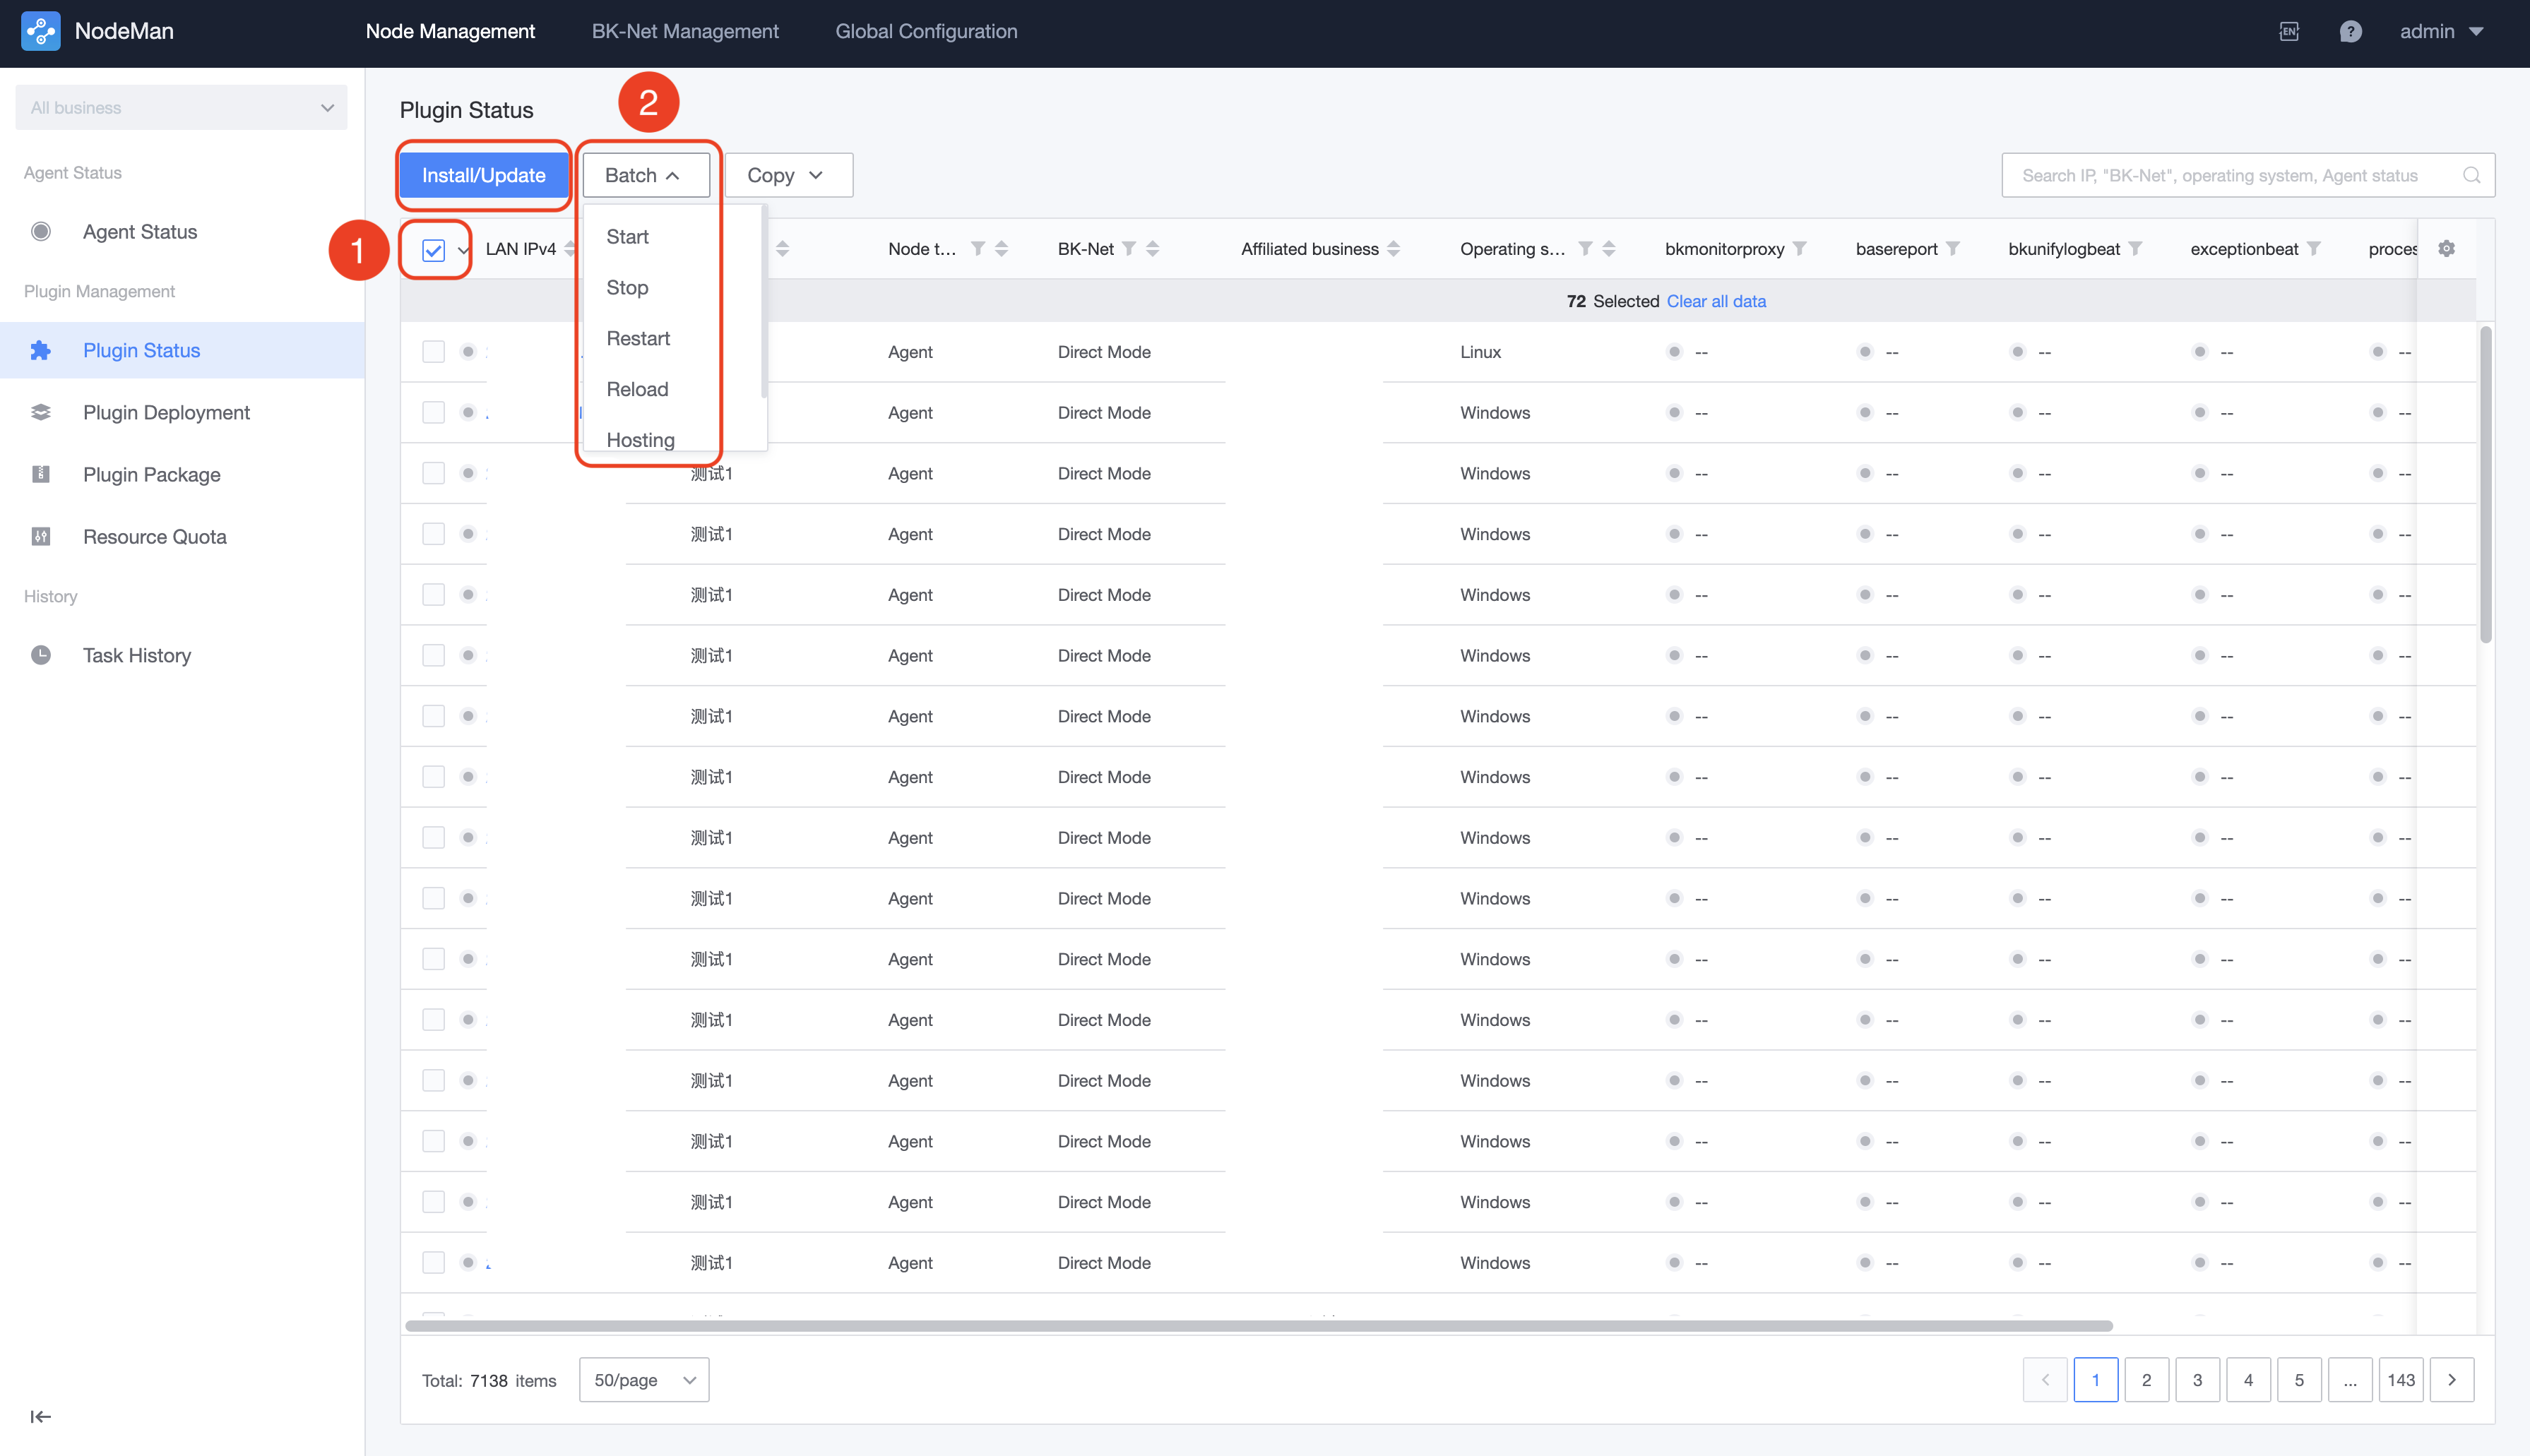 NodeMan Node Management BK-Net Management Global Configuration EN ? admin
All business
Agent Status
Agent Status
Plugin Management
Plugin Status
Plugin Deployment
Plugin Package
Resource Quota
History
Task History
Plugin Status
2
Install/Update Batch Copy Search IP, "BK-Net", operating system, Agent status
Start
Stop
Restart
Reload
Hosting
1
LAN IPv4 Node t... BK-Net Affiliated business Operating s... bkmonitorproxy basereport bkunifylogbeat exceptionbeat proces
72 Selected Clear all data
Agent Direct Mode Linux -- -- -- -- --
Agent Direct Mode Windows -- -- -- -- --
测试1 Agent Direct Mode Windows -- -- -- -- --
测试1 Agent Direct Mode Windows -- -- -- -- --
测试1 Agent Direct Mode Windows -- -- -- -- --
测试1 Agent Direct Mode Windows -- -- -- -- --
测试1 Agent Direct Mode Windows -- -- -- -- --
测试1 Agent Direct Mode Windows -- -- -- -- --
测试1 Agent Direct Mode Windows -- -- -- -- --
测试1 Agent Direct Mode Windows -- -- -- -- --
测试1 Agent Direct Mode Windows -- -- -- -- --
测试1 Agent Direct Mode Windows -- -- -- -- --
测试1 Agent Direct Mode Windows -- -- -- -- --
测试1 Agent Direct Mode Windows -- -- -- -- --
测试1 Agent Direct Mode Windows -- -- -- -- --
测试1 Agent Direct Mode Windows -- -- -- -- --
Total: 7138 items 50/page 1 2 3 4 5 ... 143